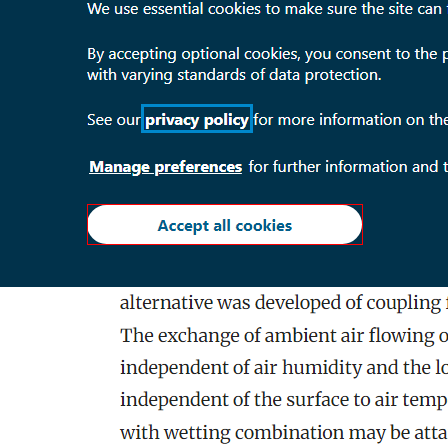 We use essential cookies to make sure the site can
By accepting optional cookies, you consent to the
with varying standards of data protection.
See our privacy policy for more information on the
Manage preferences for further information and
Accept all cookies
alternative was developed of coupling
The exchange of ambient air flowing
independent of air humidity and the
independent of the surface to air
with wetting combination may be